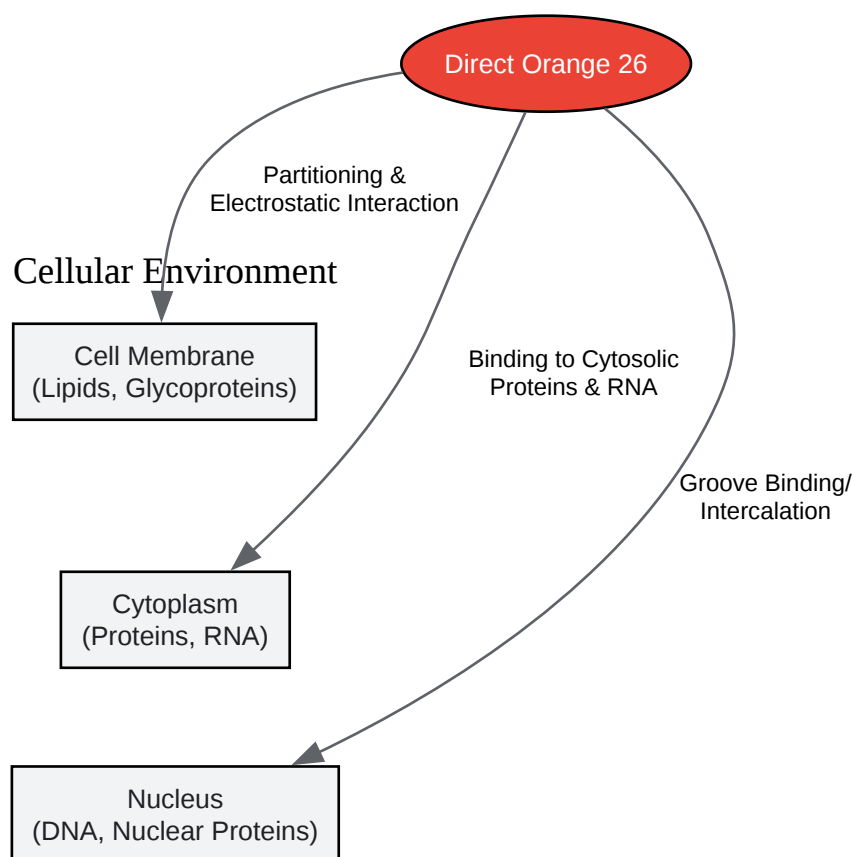 Direct Orange 26
Partitioning &
Electrostatic Interaction
Cellular Environment
Cell Membrane
(Lipids, Glycoproteins)
Binding to Cytosolic
Proteins & RNA
Groove Binding/
Intercalation
Cytoplasm
(Proteins, RNA)
Nucleus
(DNA, Nuclear Proteins)